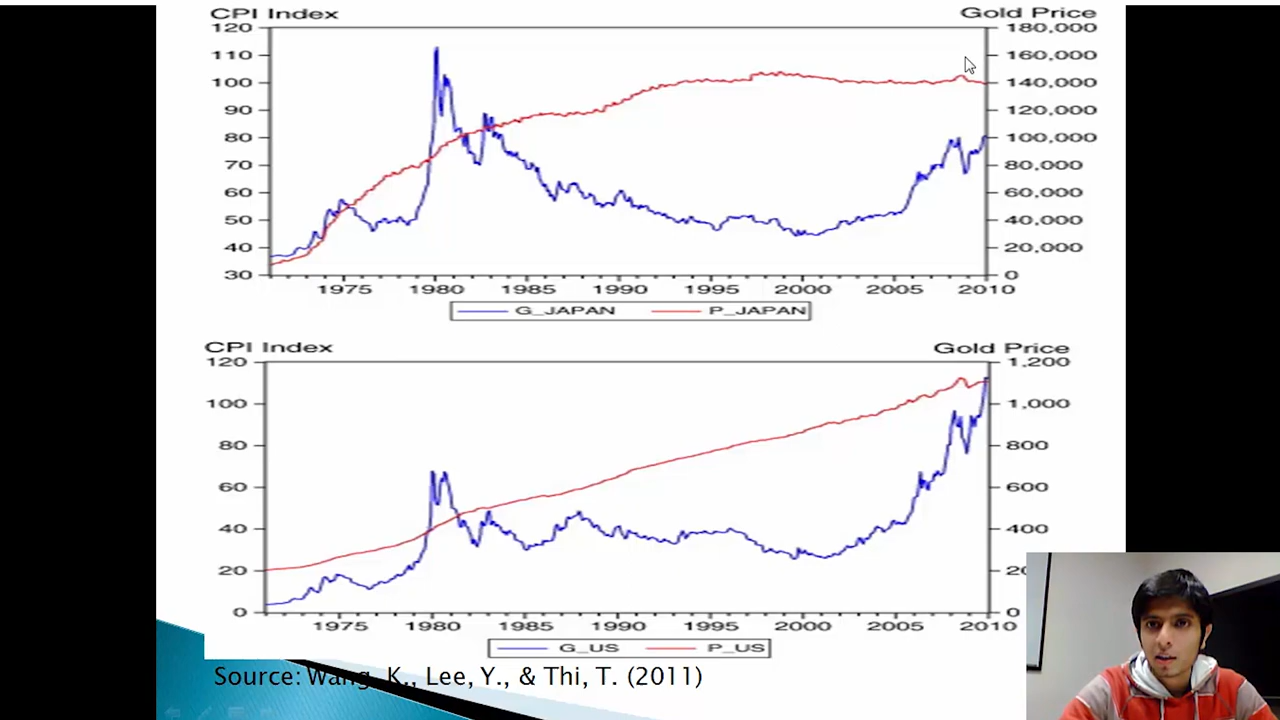 CPI Index Gold Price
120 180,000
110 160,000
100 140,000
90 120,000
80 100,000
70 80,000
60 60,000
50 40,000
40 20,000
30 0
1975 1980 1985 1990 1995 2000 2005 2010
G_JAPAN P_JAPAN
CPI Index Gold Price
120 1,200
100 1,000
80 800
60 600
40 400
20
0 0
1975 1980 1985 1990 1995 2000 2005 2010
G_US P_US
Source: Wang, K., Lee, Y., & Thi, T. (2011)